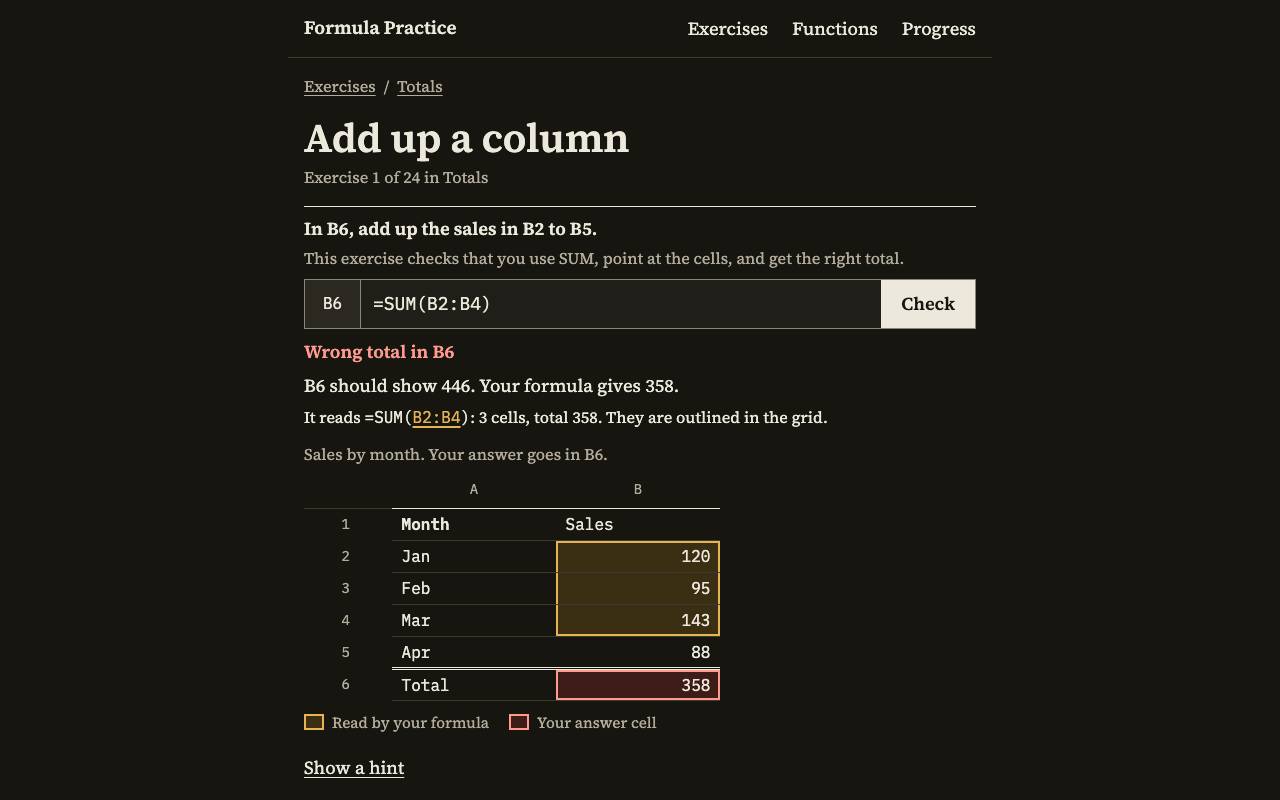 Formula Practice
Exercises Functions Progress
Exercises / Totals
Add up a column
Exercise 1 of 24 in Totals
In B6, add up the sales in B2 to B5.
This exercise checks that you use SUM, point at the cells, and get the right total.
B6 =SUM(B2:B4) Check
Wrong total in B6
B6 should show 446. Your formula gives 358.
It reads =SUM(B2:B4): 3 cells, total 358. They are outlined in the grid.
Sales by month. Your answer goes in B6.
A B
1 Month Sales
2 Jan 120
3 Feb 95
4 Mar 143
5 Apr 88
6 Total 358
Read by your formula Your answer cell
Show a hint